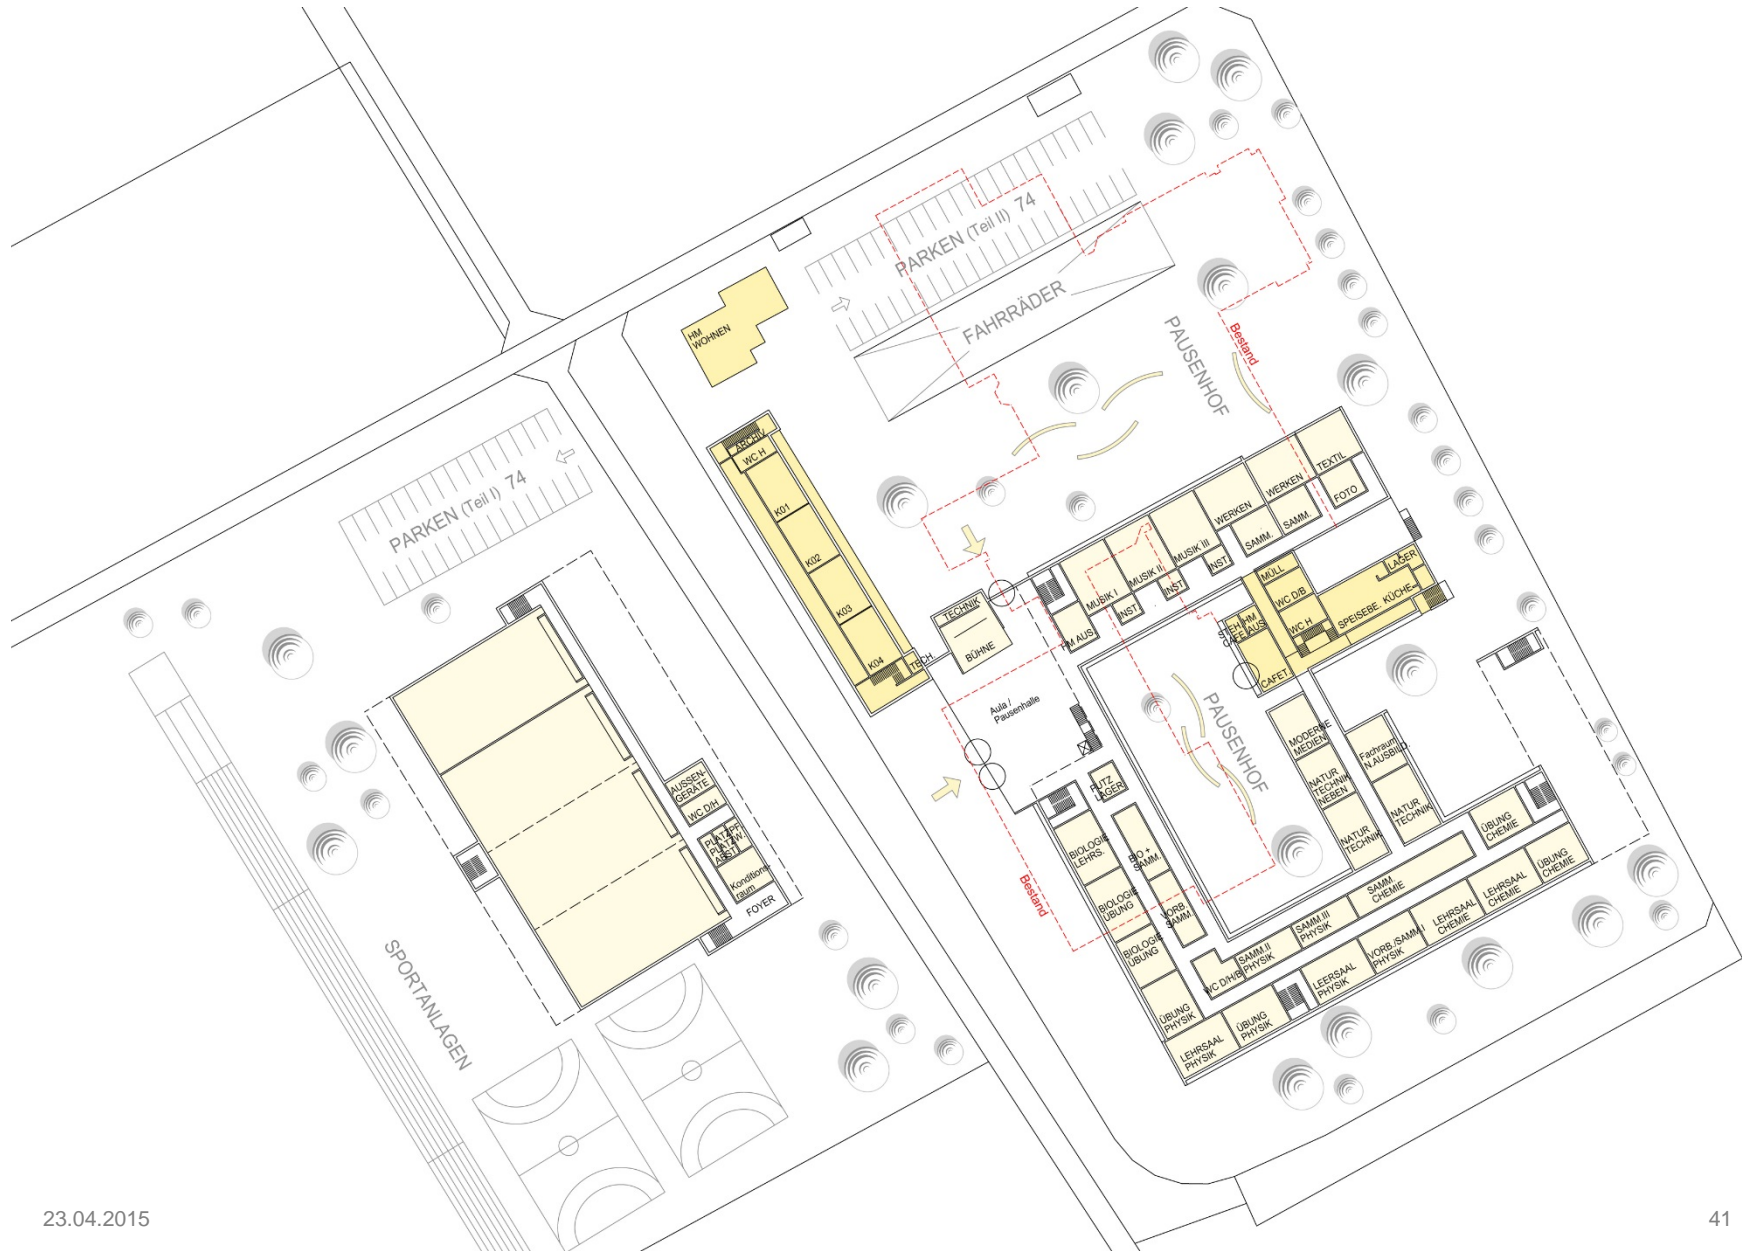 PARKEN (Teil II) 74
FAHRRÄDER
PAUSENHOF
Bestand
HM
WOHNEN
PARKEN (Teil I) 74
ARCHIV
WC H
K01
K02
K03
K04
TECH.
TECHNIK
BÜHNE
Aula /
Pausenhalle
HM AUS.
MUSIK I
INST.
MUSIK II
INST.
MUSIK III
INST.
WERKEN
SAMM.
WERKEN
SAMM.
TEXTIL
FOTO
MÜLL
WC D/B
WC H
STEH
CAFE
HM
AUS
CAFET.
SPEISEBE.
KÜCHE
LAGER
PAUSENHOF
MODERNE
MEDIEN
NATUR
TECHNIK
NEBEN
NATUR
TECHNIK
Fachraum
N.AUSBILD.
NATUR
TECHNIK
PUTZ
LAGER
BIOLOGIE
LEHRS.
BIO +
SAMM.
BIOLOGIE
ÜBUNG
VORB.
SAMM.
BIOLOGIE
ÜBUNG
ÜBUNG
PHYSIK
LEHRSAAL
PHYSIK
ÜBUNG
PHYSIK
WC D/H/B
SAMM.II
PHYSIK
SAMM.III
PHYSIK
SAMM.
CHEMIE
LEERSAAL
PHYSIK
VORB./SAMM.I
PHYSIK
LEHRSAAL
CHEMIE
LEHRSAAL
CHEMIE
ÜBUNG
CHEMIE
ÜBUNG
CHEMIE
Bestand
AUSSEN-
GERÄTE
WC D/H
PLATZPF.
PLATZW.
ASST
Konditions-
raum
FOYER
SPORTANLAGEN
23.04.2015
41